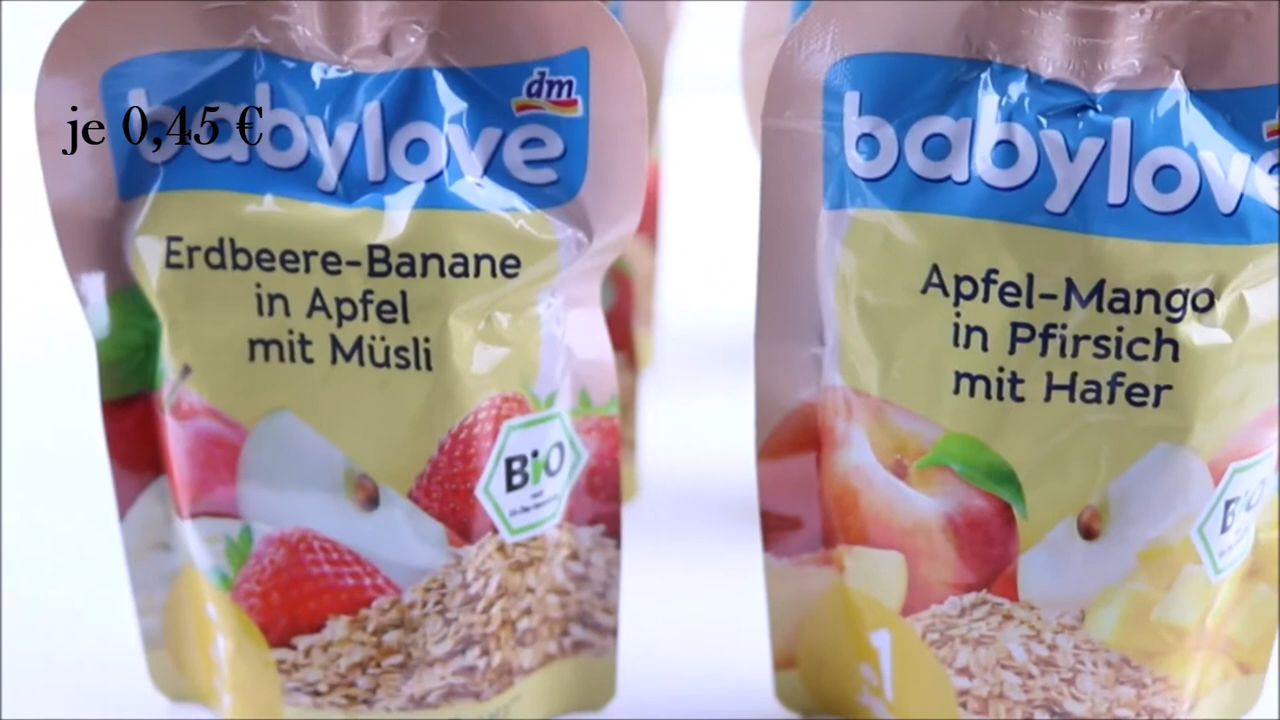 je 0,45 €
dm
babylove
Erdbeere-Banane
in Apfel
mit Müsli
Bio
babylove
Apfel-Mango
in Pfirsich
mit Hafer
Bio